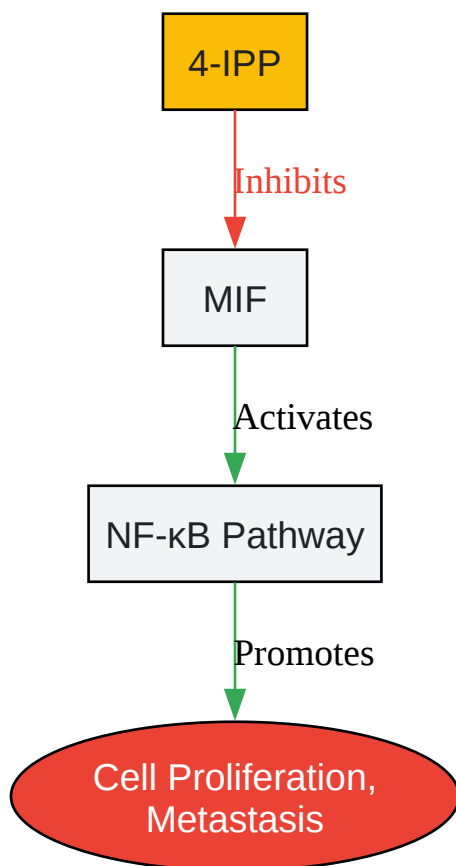 4-IPP
Inhibits
MIF
Activates
NF-κB Pathway
Promotes
Cell Proliferation,
Metastasis